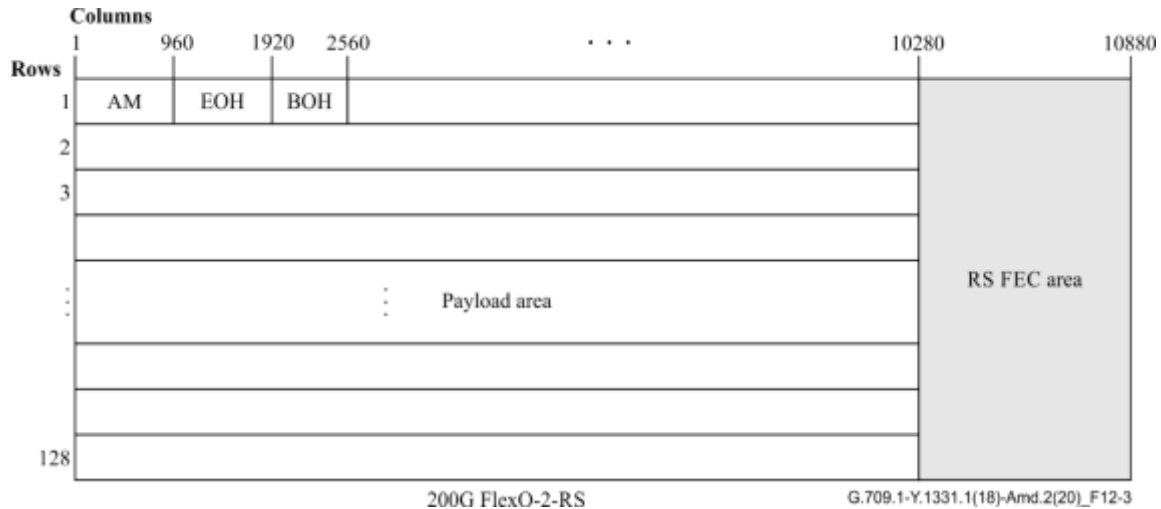 Columns
1 960 1920 2560 . . . 10280 10880
Rows
1 AM EOH BOH
2
3
RS FEC area
Payload area
128
200G FlexO-2-RS
G.709.1-Y.1331.1(18)-Amd.2(20)_F12-3